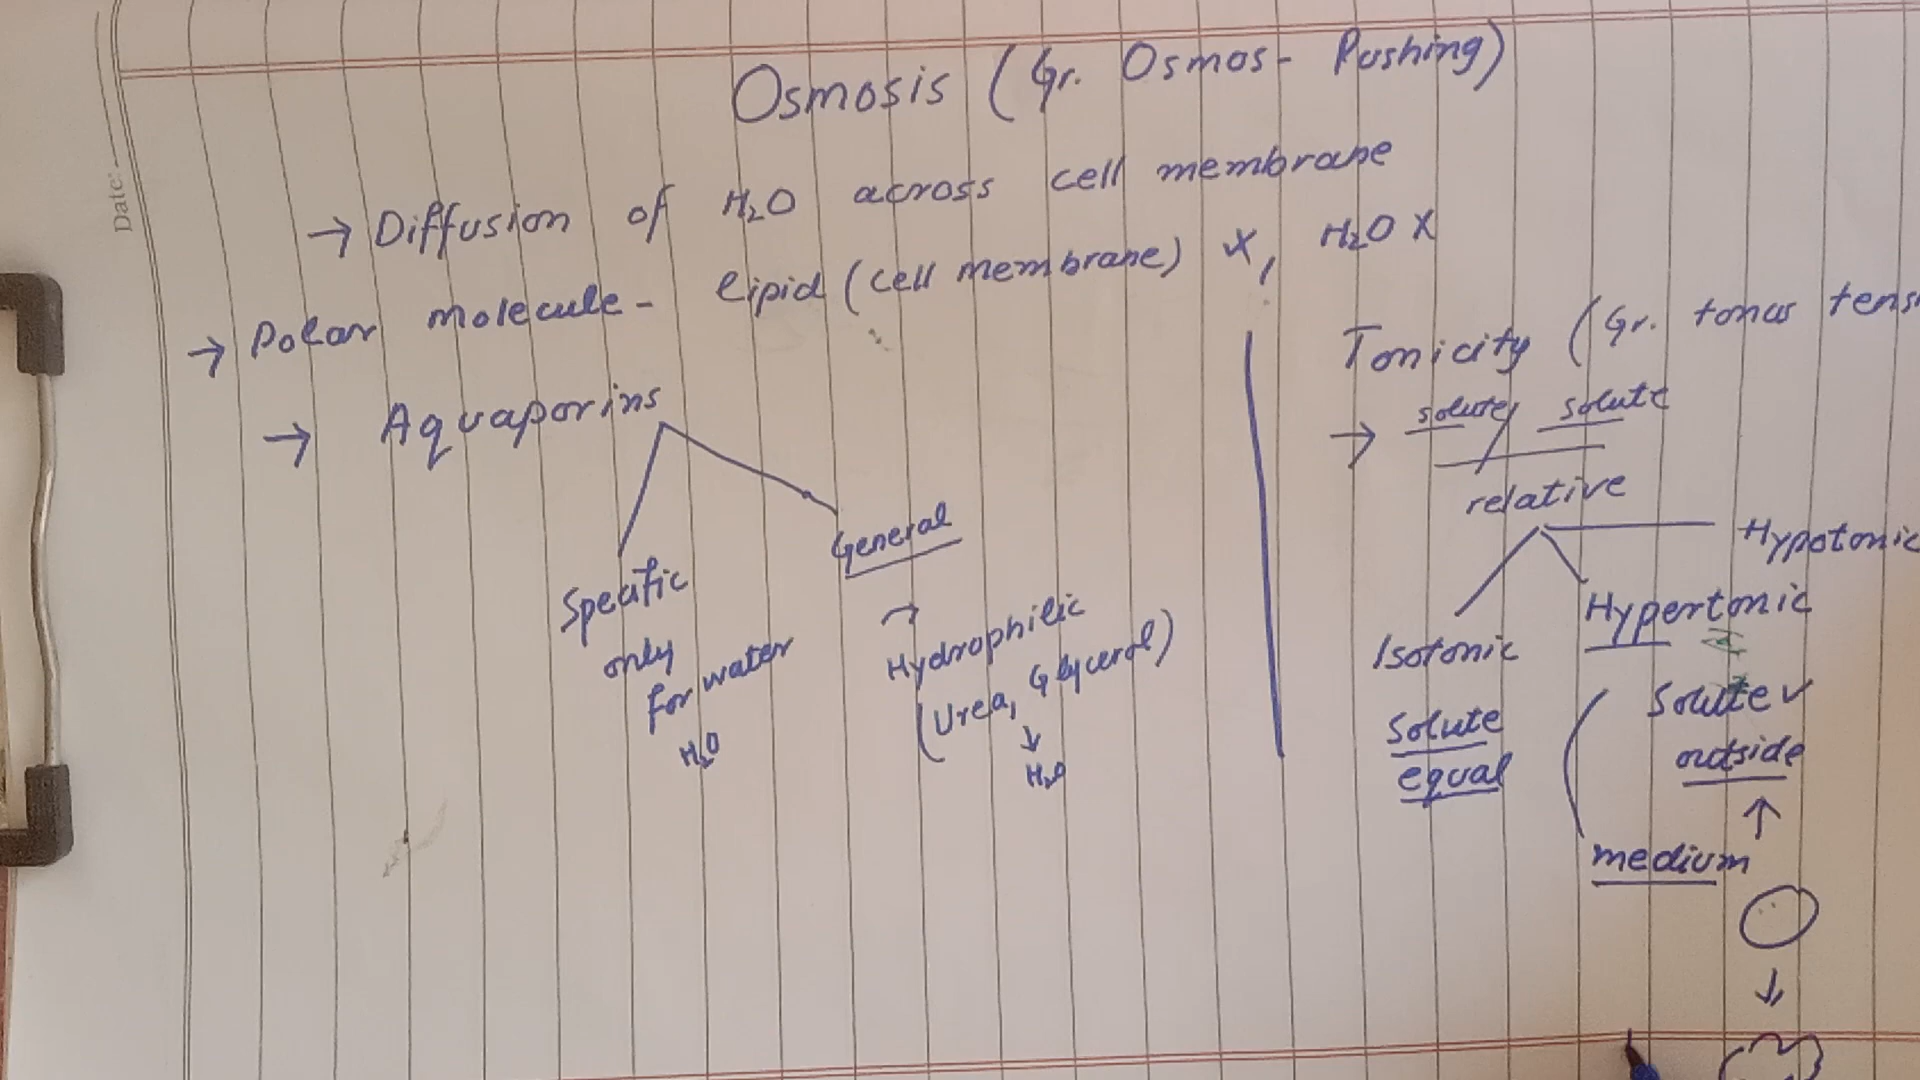 Date:
Osmosis (Gr. Osmos- Pushing)
→ Diffusion of H₂O across cell membrane
→ Polar molecule- lipid (cell membrane) x, H₂O X
→ Aquaporins
Specific
only
for water
H₂O
General
→
Hydrophilic
(Urea, Glycerol)
↓
H₂O
Tonicity (Gr. tonus tens
→ solute/ solute
relative
Isotonic
Solute
equal
Hypertonic
Solute ✓
outside
↑
medium
↓
Hypotonic